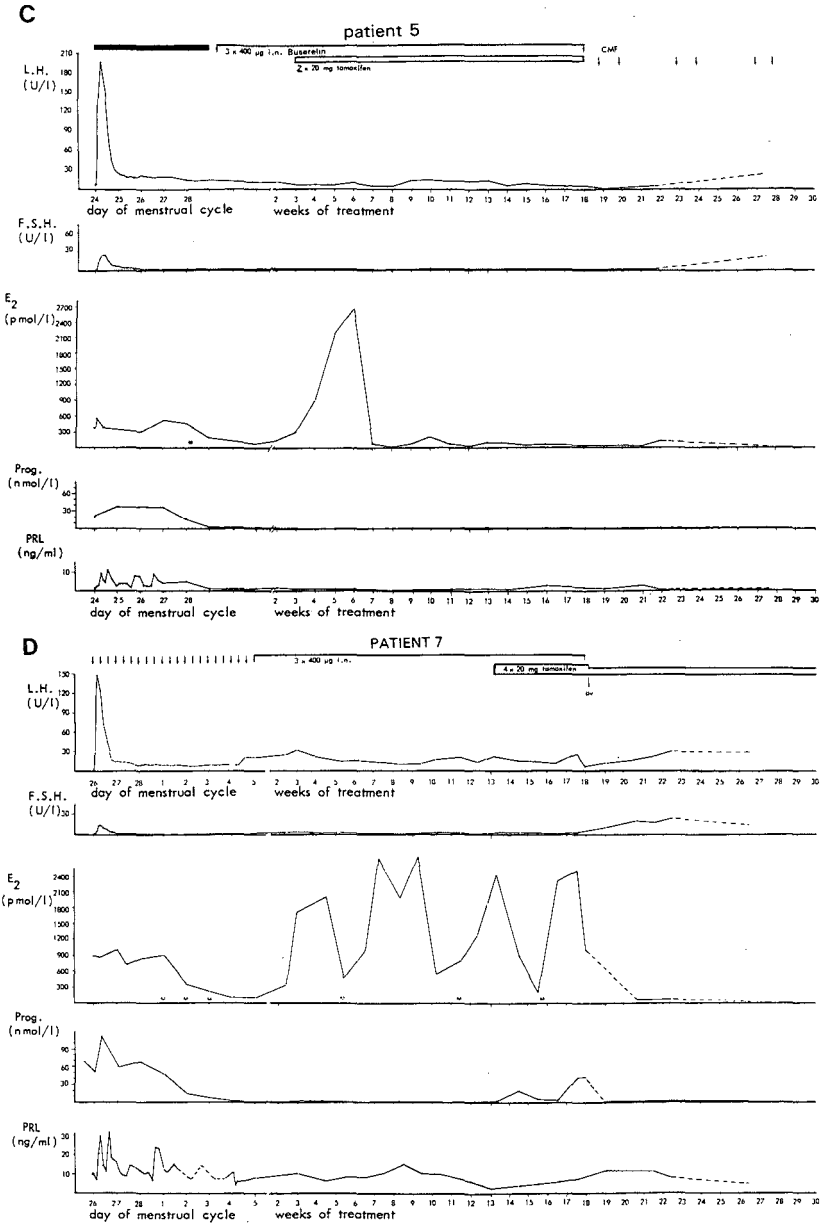 C
patient 5
3 x 400 µg i.n. Buserelin
CMF
2 x 20 mg tamoxifen
L.H.
(U/l)
210
180
150
120
90
60
30
24 25 26 27 28 2 3 4 5 6 7 8 9 10 11 12 13 14 15 16 17 18 19 20 21 22 23 24 25 26 27 28 29 30
day of menstrual cycle weeks of treatment
F.S.H.
(U/l)
60
30
E2
(pmol/l)
2700
2400
2100
1800
1500
1200
900
600
300
Prog.
(nmol/l)
60
30
PRL
(ng/ml)
10
24 25 26 27 28 2 3 4 5 6 7 8 9 10 11 12 13 14 15 16 17 18 19 20 21 22 23 24 25 26 27 28 29 30
day of menstrual cycle weeks of treatment
D
PATIENT 7
3 x 400 µg i.n.
4 x 20 mg tamoxifen
ov
L.H.
(U/l)
150
120
90
60
30
26 27 28 1 2 3 4 5 2 3 4 5 6 7 8 9 10 11 12 13 14 15 16 17 18 19 20 21 22 23 24 25 26 27 28 29 30
day of menstrual cycle weeks of treatment
F.S.H.
(U/l)
30
E2
(pmol/l)
2400
2100
1800
1500
1200
900
600
300
Prog.
(nmol/l)
90
60
30
PRL
(ng/ml)
30
20
10
26 27 28 1 2 3 4 5 2 3 4 5 6 7 8 9 10 11 12 13 14 15 16 17 18 19 20 21 22 23 24 25 26 27 28 29 30
day of menstrual cycle weeks of treatment